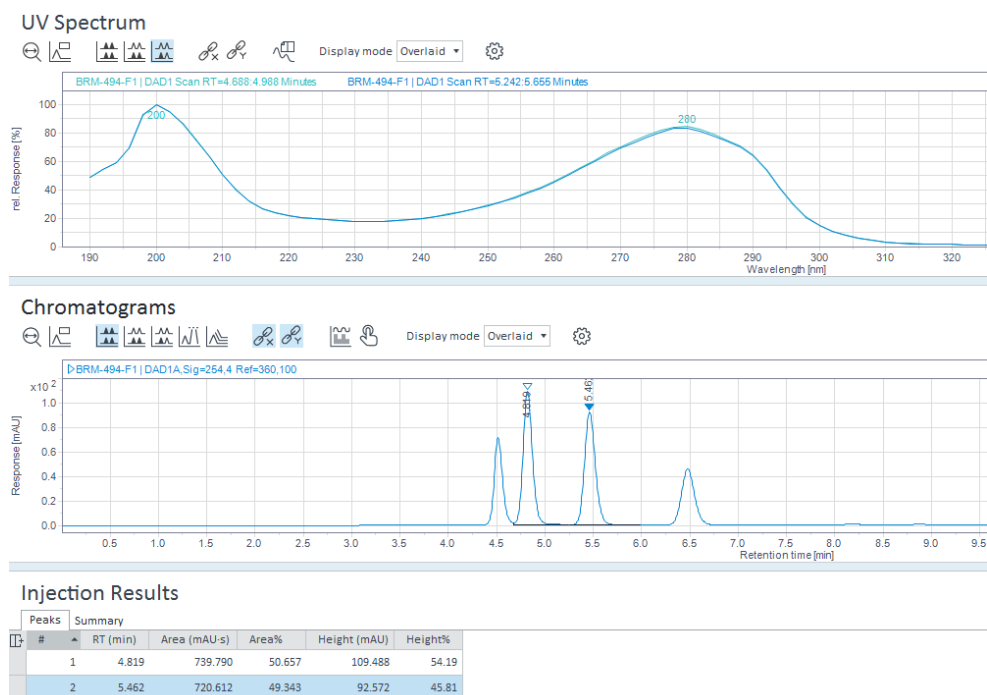 UV Spectrum
Display mode Overlaid
BRM-494-F1 | DAD1 Scan RT=4.688:4.988 Minutes BRM-494-F1 | DAD1 Scan RT=5.242:5.655 Minutes
rel. Response [%]
100
80
60
40
20
0
200
280
190 200 210 220 230 240 250 260 270 280 290 300 310 320
Wavelength [nm]
Chromatograms
Display mode Overlaid
BRM-494-F1 | DAD1A,Sig=254,4 Ref=360,100
Response [mAU]
x10 2
1.0
0.8
0.6
0.4
0.2
0.0
4.819
5.462
0.5 1.0 1.5 2.0 2.5 3.0 3.5 4.0 4.5 5.0 5.5 6.0 6.5 7.0 7.5 8.0 8.5 9.0 9.5
Retention time [min]
Injection Results
Peaks Summary
# RT (min) Area (mAU·s) Area% Height (mAU) Height%
1 4.819 739.790 50.657 109.488 54.19
2 5.462 720.612 49.343 92.572 45.81